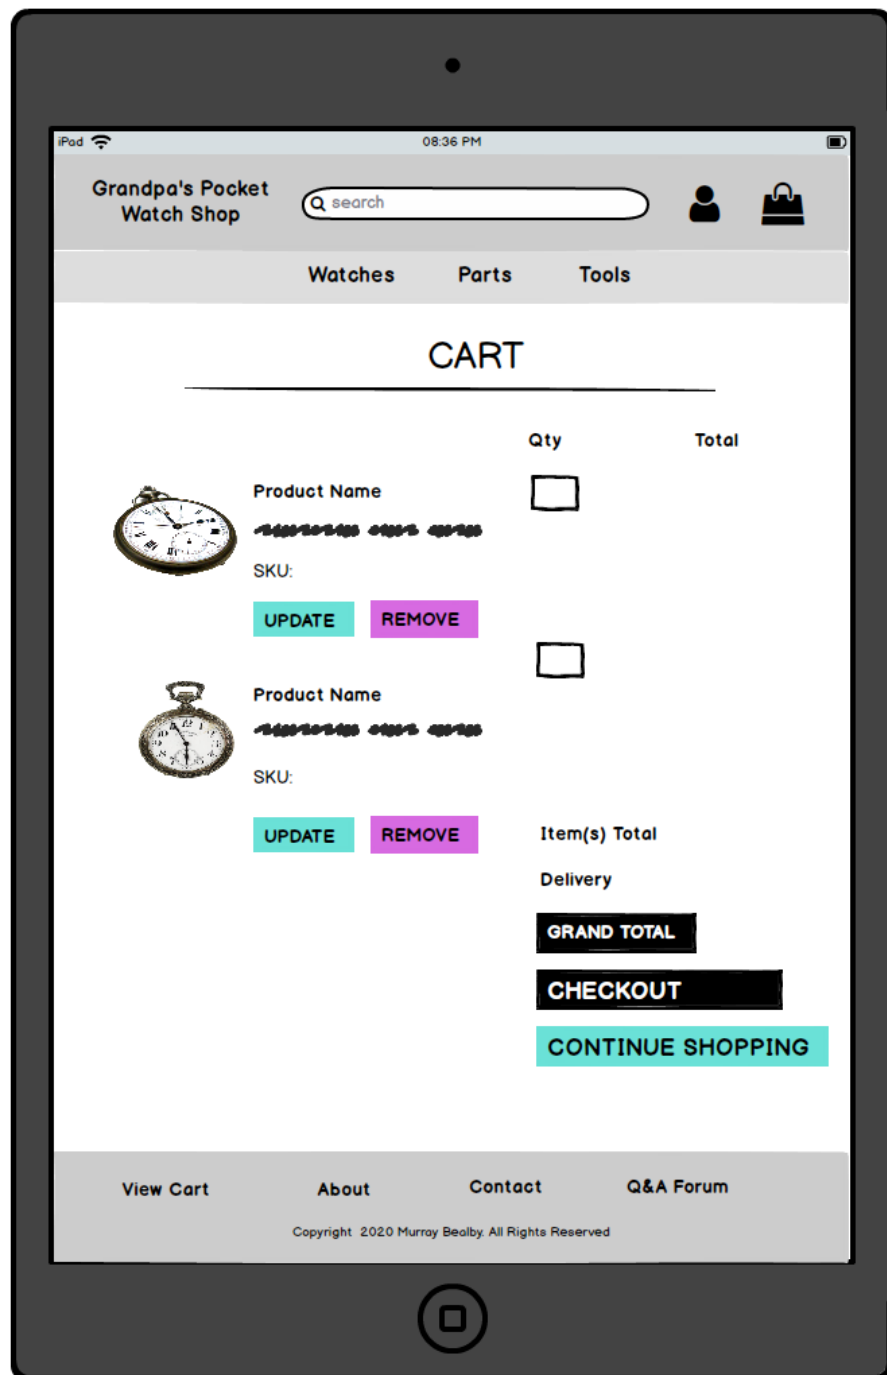 iPad
08:36 PM
Grandpa's Pocket
Watch Shop
search
Watches Parts Tools
CART
Qty Total
Product Name
SKU:
UPDATE REMOVE
Product Name
SKU:
UPDATE REMOVE
Item(s) Total
Delivery
GRAND TOTAL
CHECKOUT
CONTINUE SHOPPING
View Cart About Contact Q&A Forum
Copyright 2020 Murray Bealby. All Rights Reserved